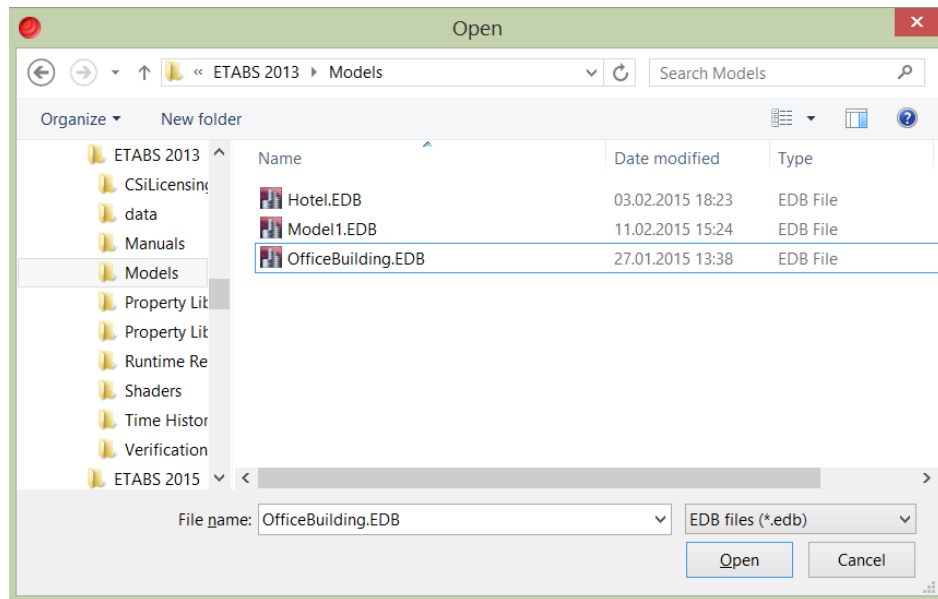 Open
« ETABS 2013 Models Search Models
Organize New folder
ETABS 2013
CSiLicensing
data
Manuals
Models
Property Lib
Property Lib
Runtime Re
Shaders
Time Histor
Verification
ETABS 2015
Name Date modified Type
Hotel.EDB 03.02.2015 18:23 EDB File
Model1.EDB 11.02.2015 15:24 EDB File
OfficeBuilding.EDB 27.01.2015 13:38 EDB File
File name: OfficeBuilding.EDB EDB files (*.edb)
Open Cancel